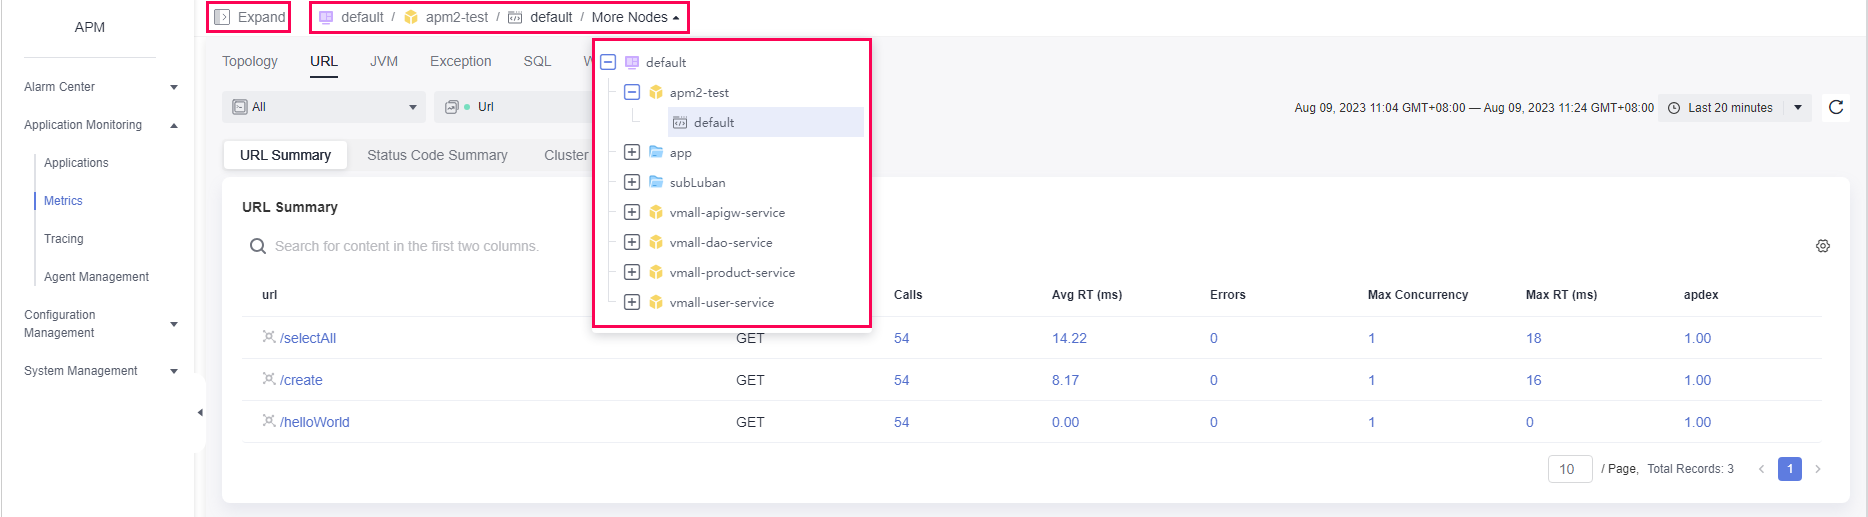 APM
Alarm Center
Application Monitoring
Applications
Metrics
Tracing
Agent Management
Configuration
Management
System Management
Expand
default / apm2-test / default / More Nodes
Topology URL JVM Exception SQL
default
apm2-test
default
app
subLuban
vmall-apigw-service
vmall-dao-service
vmall-product-service
vmall-user-service
All
Url
Aug 09, 2023 11:04 GMT+08:00 — Aug 09, 2023 11:24 GMT+08:00
Last 20 minutes
URL Summary Status Code Summary Cluster
URL Summary
Search for content in the first two columns.
url Calls Avg RT (ms) Errors Max Concurrency Max RT (ms) apdex
/selectAll GET 54 14.22 0 1 18 1.00
/create GET 54 8.17 0 1 16 1.00
/helloWorld GET 54 0.00 0 1 0 1.00
10 / Page, Total Records: 3 < 1 >